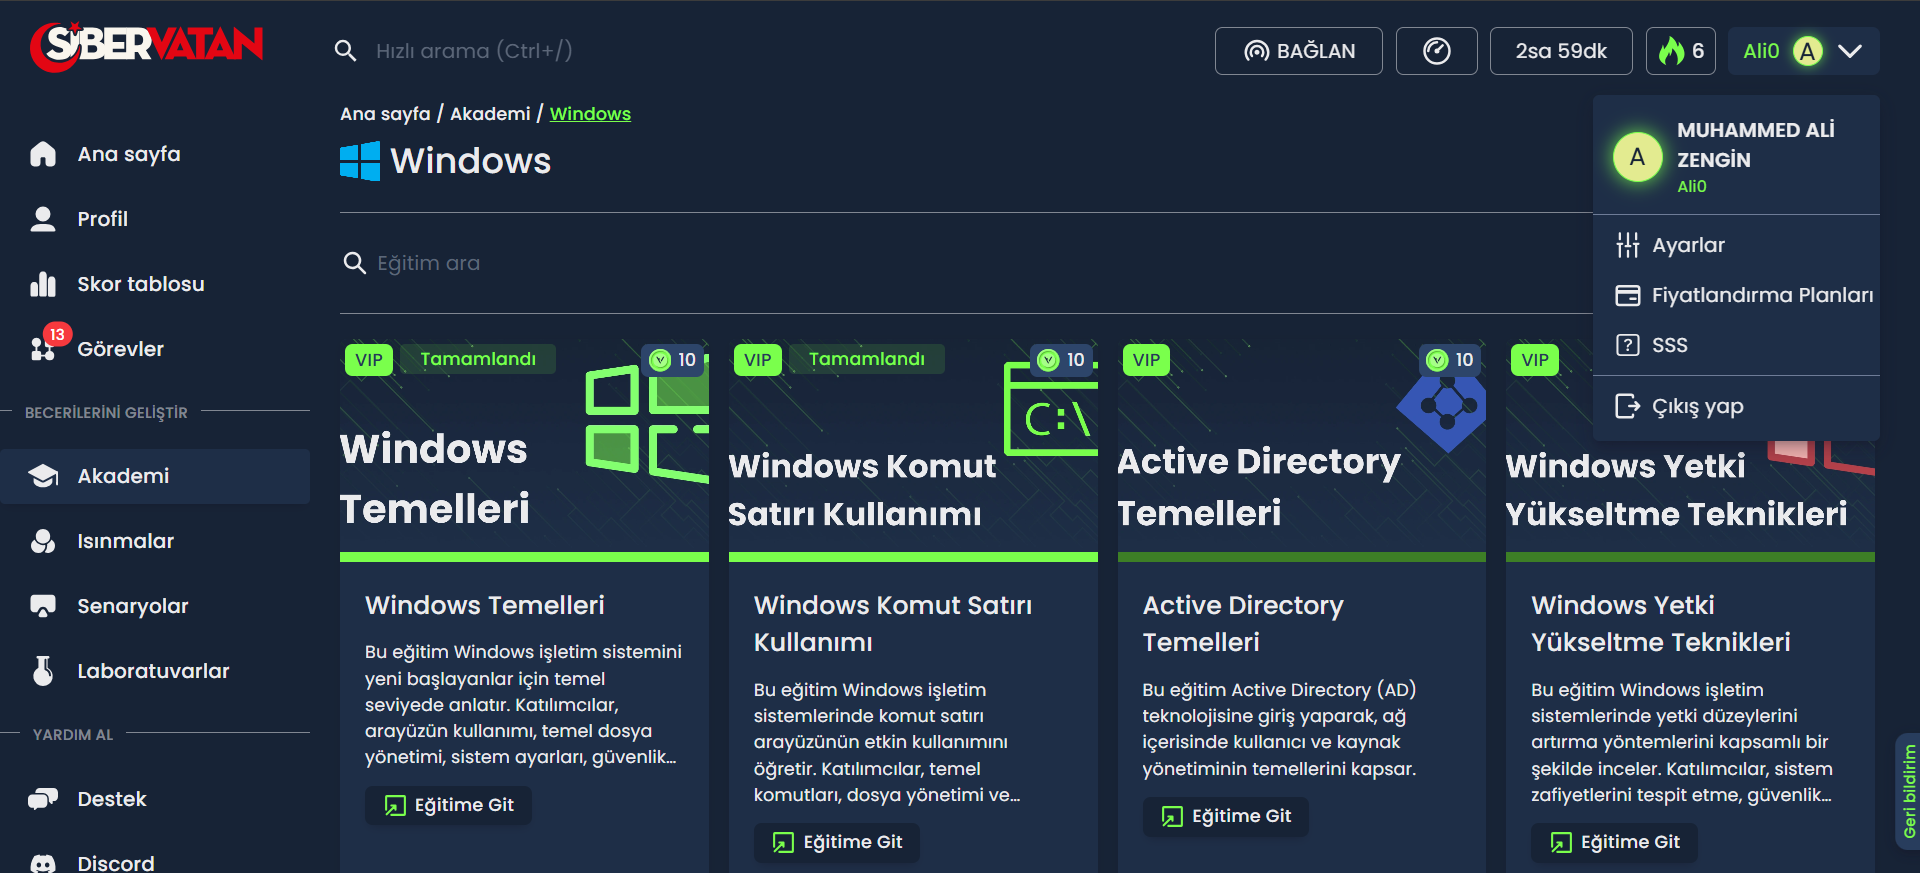 SİBERVATAN
Hızlı arama (Ctrl+/)
BAĞLAN
2sa 59dk
6
Ali0
A
Ana sayfa
Profil
Skor tablosu
13
Görevler
BECERİLERİNİ GELİŞTİR
Akademi
Isınmalar
Senaryolar
Laboratuvarlar
YARDIM AL
Destek
Discord
Ana sayfa / Akademi / Windows
Windows
Eğitim ara
A
MUHAMMED ALİ
ZENGİN
Ali0
Ayarlar
Fiyatlandırma Planları
SSS
Çıkış yap
VIP
Tamamlandı
10
Windows
Temelleri
Windows Temelleri
Bu eğitim Windows işletim sistemini
yeni başlayanlar için temel
seviyede anlatır. Katılımcılar,
arayüzün kullanımı, temel dosya
yönetimi, sistem ayarları, güvenlik...
Eğitime Git
VIP
Tamamlandı
10
C:\
Windows Komut
Satırı Kullanımı
Windows Komut Satırı
Kullanımı
Bu eğitim Windows işletim
sistemlerinde komut satırı
arayüzünün etkin kullanımını
öğretir. Katılımcılar, temel
komutları, dosya yönetimi ve...
Eğitime Git
VIP
10
Active Directory
Temelleri
Active Directory
Temelleri
Bu eğitim Active Directory (AD)
teknolojisine giriş yaparak, ağ
içerisinde kullanıcı ve kaynak
yönetiminin temellerini kapsar.
Eğitime Git
VIP
Windows Yetki
Yükseltme Teknikleri
Windows Yetki
Yükseltme Teknikleri
Bu eğitim Windows işletim
sistemlerinde yetki düzeylerini
artırma yöntemlerini kapsamlı bir
şekilde inceler. Katılımcılar, sistem
zafiyetlerini tespit etme, güvenlik...
Eğitime Git
Geri bildirim